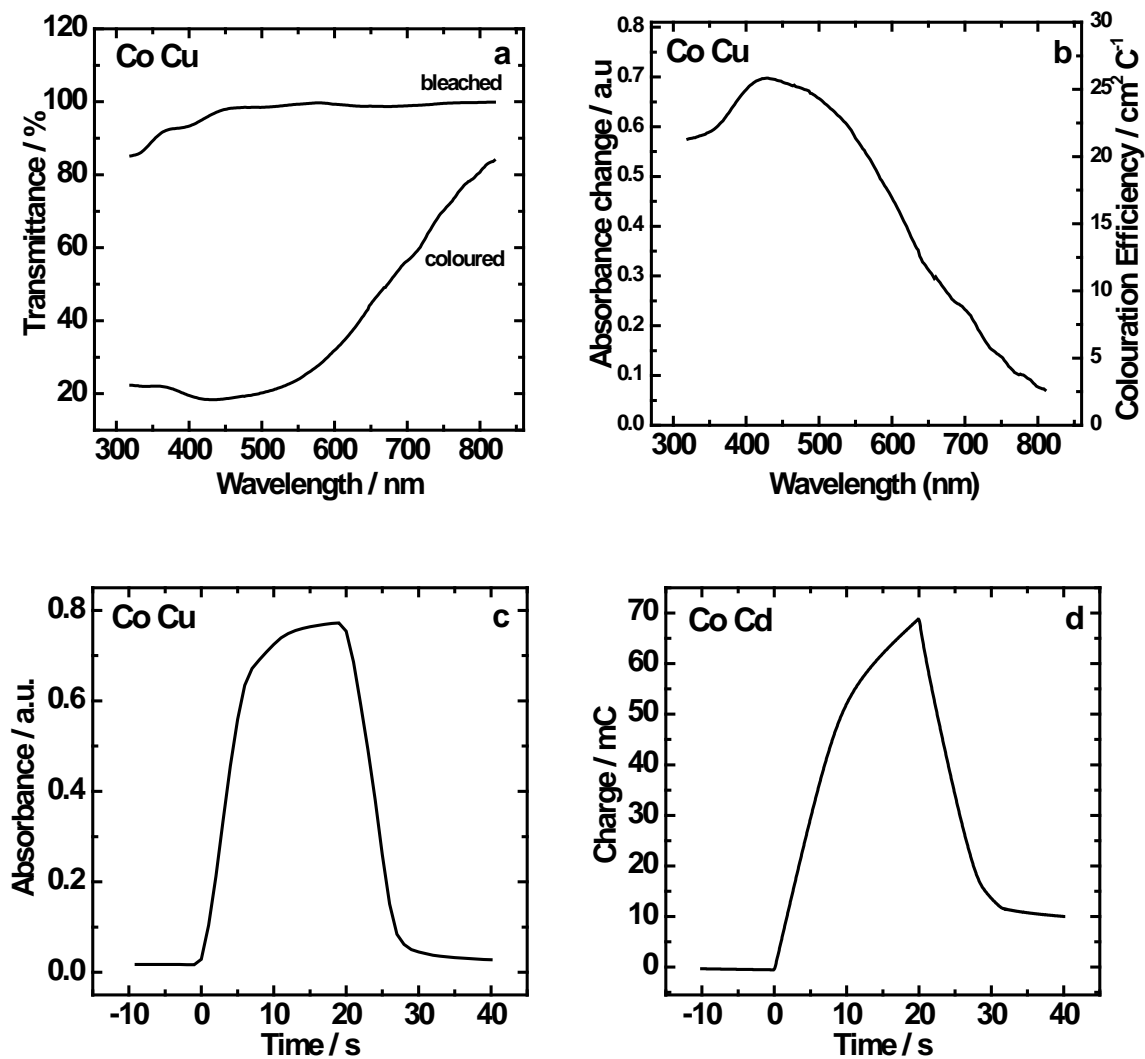 Co Cu
a
bleached
coloured
120
100
80
60
40
20
Transmittance / %
300 400 500 600 700 800
Wavelength / nm
Co Cu
b
0.8
0.7
0.6
0.5
0.4
0.3
0.2
0.1
0.0
Absorbance change / a.u
30
25
20
15
10
5
0
Colouration Efficiency / cm² C⁻¹
300 400 500 600 700 800
Wavelength (nm)
Co Cu
c
0.8
0.6
0.4
0.2
0.0
Absorbance / a.u.
-10 0 10 20 30 40
Time / s
Co Cd
d
70
60
50
40
30
20
10
0
Charge / mC
-10 0 10 20 30 40
Time / s